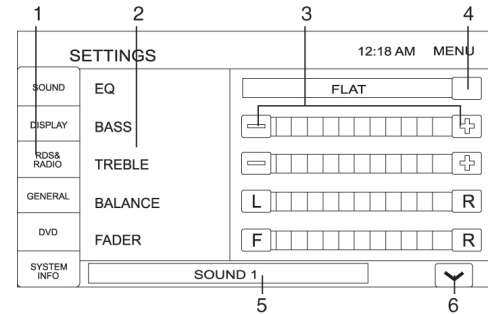 1 2 3 4
SETTINGS 12:18 AM MENU
SOUND EQ FLAT
DISPLAY BASS
RDS&
RADIO TREBLE
GENERAL BALANCE L R
DVD FADER F R
SYSTEM
INFO SOUND 1
5 6